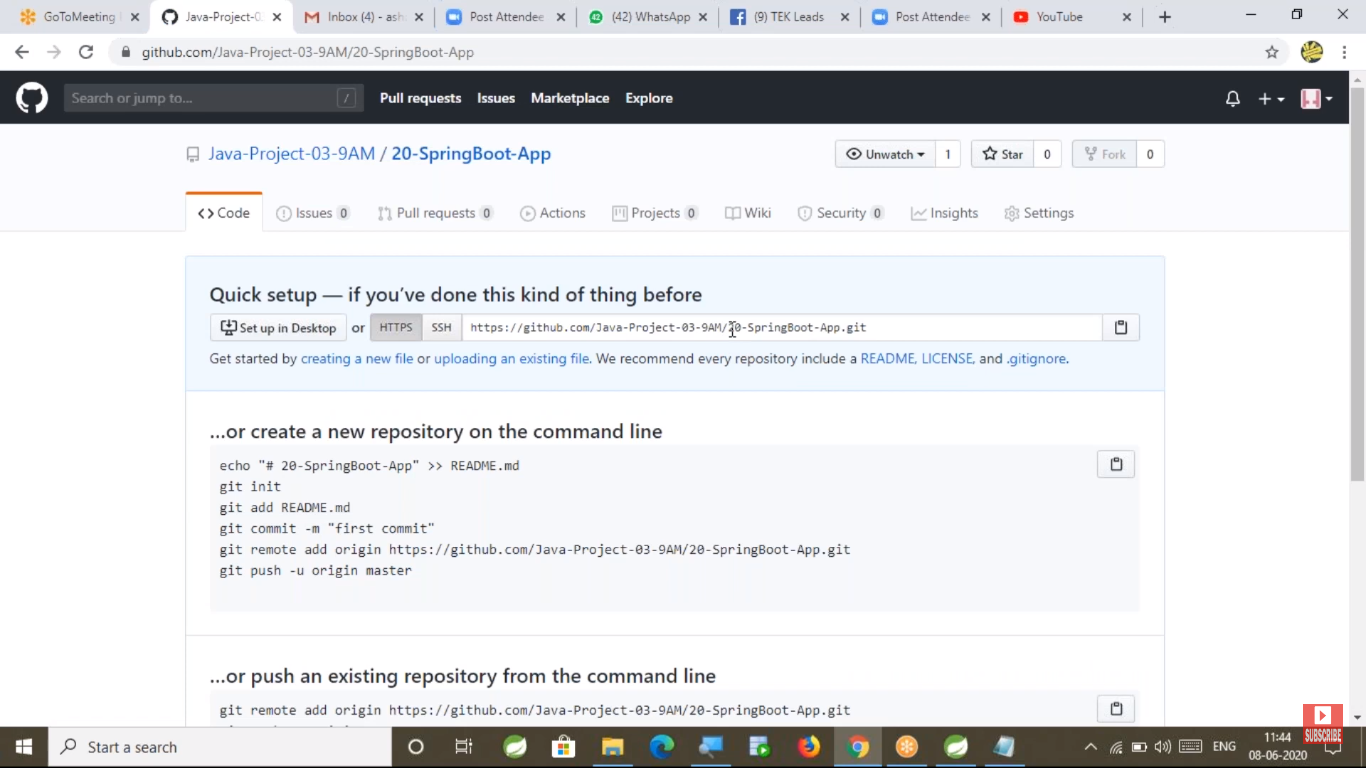 GoToMeeting
Java-Project-0
Inbox (4) - ash
Post Attendee
(42) WhatsApp
(9) TEK Leads
Post Attendee
YouTube
github.com/Java-Project-03-9AM/20-SpringBoot-App
Search or jump to...
/
Pull requests
Issues
Marketplace
Explore
Java-Project-03-9AM / 20-SpringBoot-App
Unwatch
1
Star
0
Fork
0
Code
Issues 0
Pull requests 0
Actions
Projects 0
Wiki
Security 0
Insights
Settings
Quick setup — if you've done this kind of thing before
Set up in Desktop
or
HTTPS
SSH
https://github.com/Java-Project-03-9AM/20-SpringBoot-App.git
Get started by creating a new file or uploading an existing file. We recommend every repository include a README, LICENSE, and .gitignore.
…or create a new repository on the command line
echo "# 20-SpringBoot-App" >> README.md
git init
git add README.md
git commit -m "first commit"
git remote add origin https://github.com/Java-Project-03-9AM/20-SpringBoot-App.git
git push -u origin master
…or push an existing repository from the command line
git remote add origin https://github.com/Java-Project-03-9AM/20-SpringBoot-App.git
Start a search
ENG
11:44
08-06-2020
SUBSCRIBE